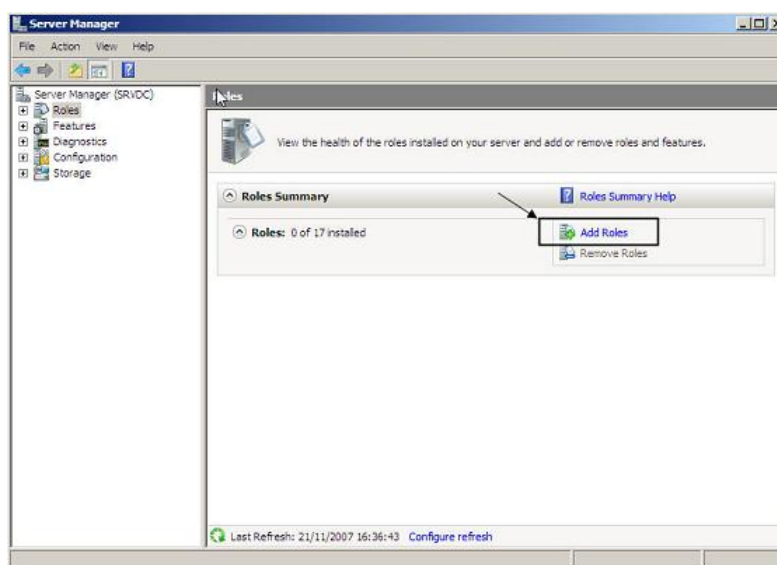 Server Manager
File Action View Help
Server Manager (SRVDC)
Roles
Features
Diagnostics
Configuration
Storage
Roles
View the health of the roles installed on your server and add or remove roles and features.
Roles Summary
Roles Summary Help
Roles: 0 of 17 installed
Add Roles
Remove Roles
Last Refresh: 21/11/2007 16:36:43 Configure refresh